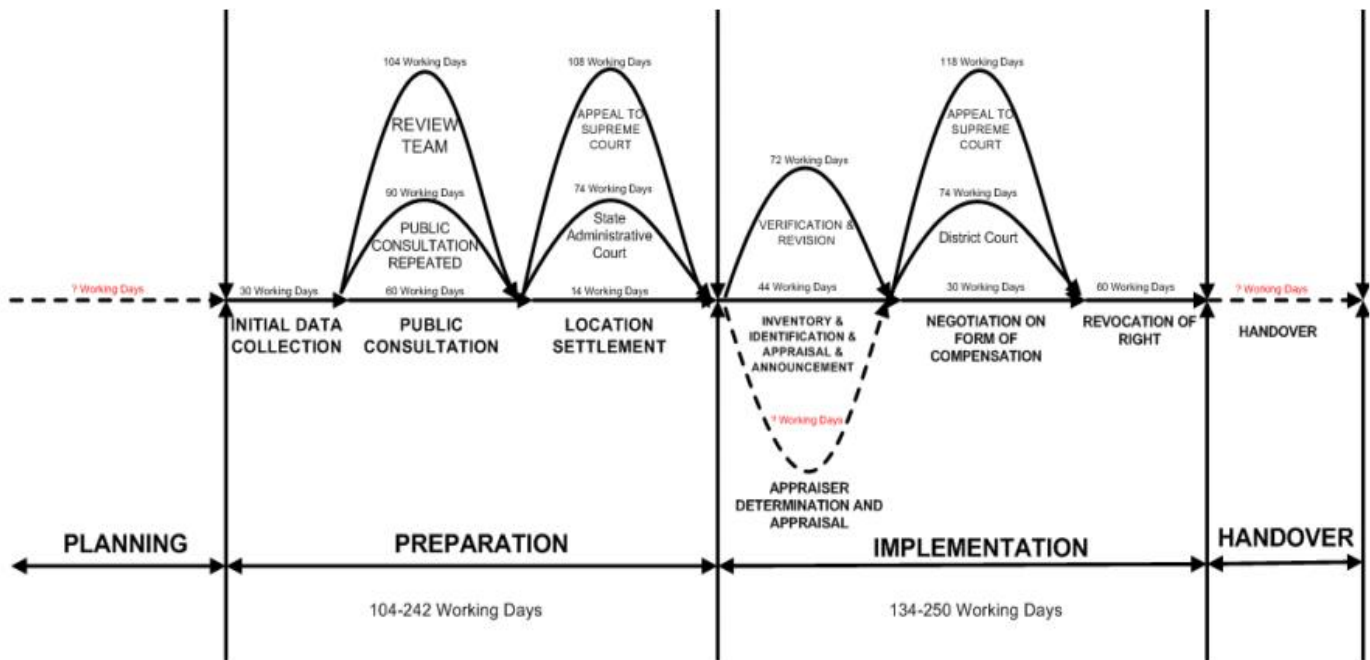 104 Working Days
108 Working Days
118 Working Days
REVIEW
TEAM
APPEAL TO
SUPREME
COURT
APPEAL TO
SUPREME
COURT
72 Working Days
90 Working Days
74 Working Days
74 Working Days
PUBLIC
CONSULTATION
REPEATED
State
Administrative
Court
VERIFICATION &
REVISION
District Court
? Working Days
30 Working Days
60 Working Days
14 Working Days
44 Working Days
30 Working Days
60 Working Days
? Working Days
INITIAL DATA
COLLECTION
PUBLIC
CONSULTATION
LOCATION
SETTLEMENT
INVENTORY &
IDENTIFICATION &
APPRAISAL &
ANNOUNCEMENT
NEGOTIATION ON
FORM OF
COMPENSATION
REVOCATION OF
RIGHT
HANDOVER
? Working Days
APPRAISER
DETERMINATION AND
APPRAISAL
PLANNING
PREPARATION
IMPLEMENTATION
HANDOVER
104-242 Working Days
134-250 Working Days